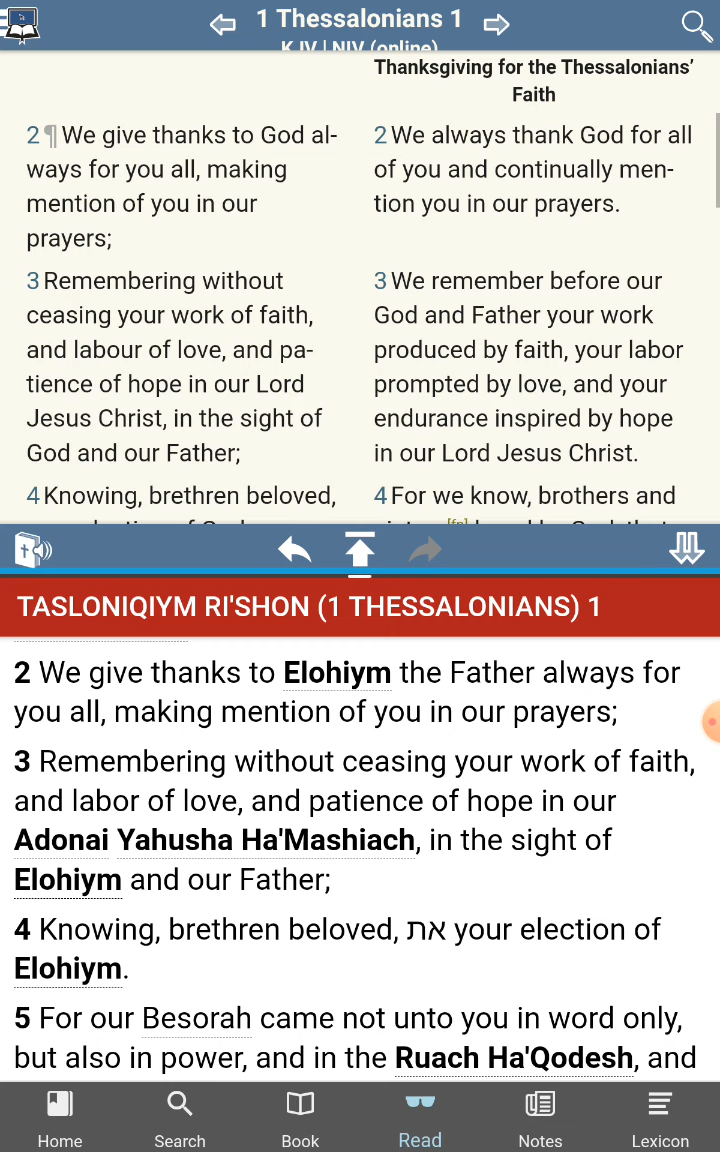 1 Thessalonians 1
KJV | NIV (online)
Thanksgiving for the Thessalonians’
Faith
2 ¶ We give thanks to God al-
ways for you all, making
mention of you in our
prayers;
2 We always thank God for all
of you and continually men-
tion you in our prayers.
3 Remembering without
ceasing your work of faith,
and labour of love, and pa-
tience of hope in our Lord
Jesus Christ, in the sight of
God and our Father;
3 We remember before our
God and Father your work
produced by faith, your labor
prompted by love, and your
endurance inspired by hope
in our Lord Jesus Christ.
4 Knowing, brethren beloved,
4 For we know, brothers and
TASLONIQIYM RI'SHON (1 THESSALONIANS) 1
2 We give thanks to Elohiym the Father always for
you all, making mention of you in our prayers;
3 Remembering without ceasing your work of faith,
and labor of love, and patience of hope in our
Adonai Yahusha Ha'Mashiach, in the sight of
Elohiym and our Father;
4 Knowing, brethren beloved, את your election of
Elohiym.
5 For our Besorah came not unto you in word only,
but also in power, and in the Ruach Ha'Qodesh, and
Home
Search
Book
Read
Notes
Lexicon